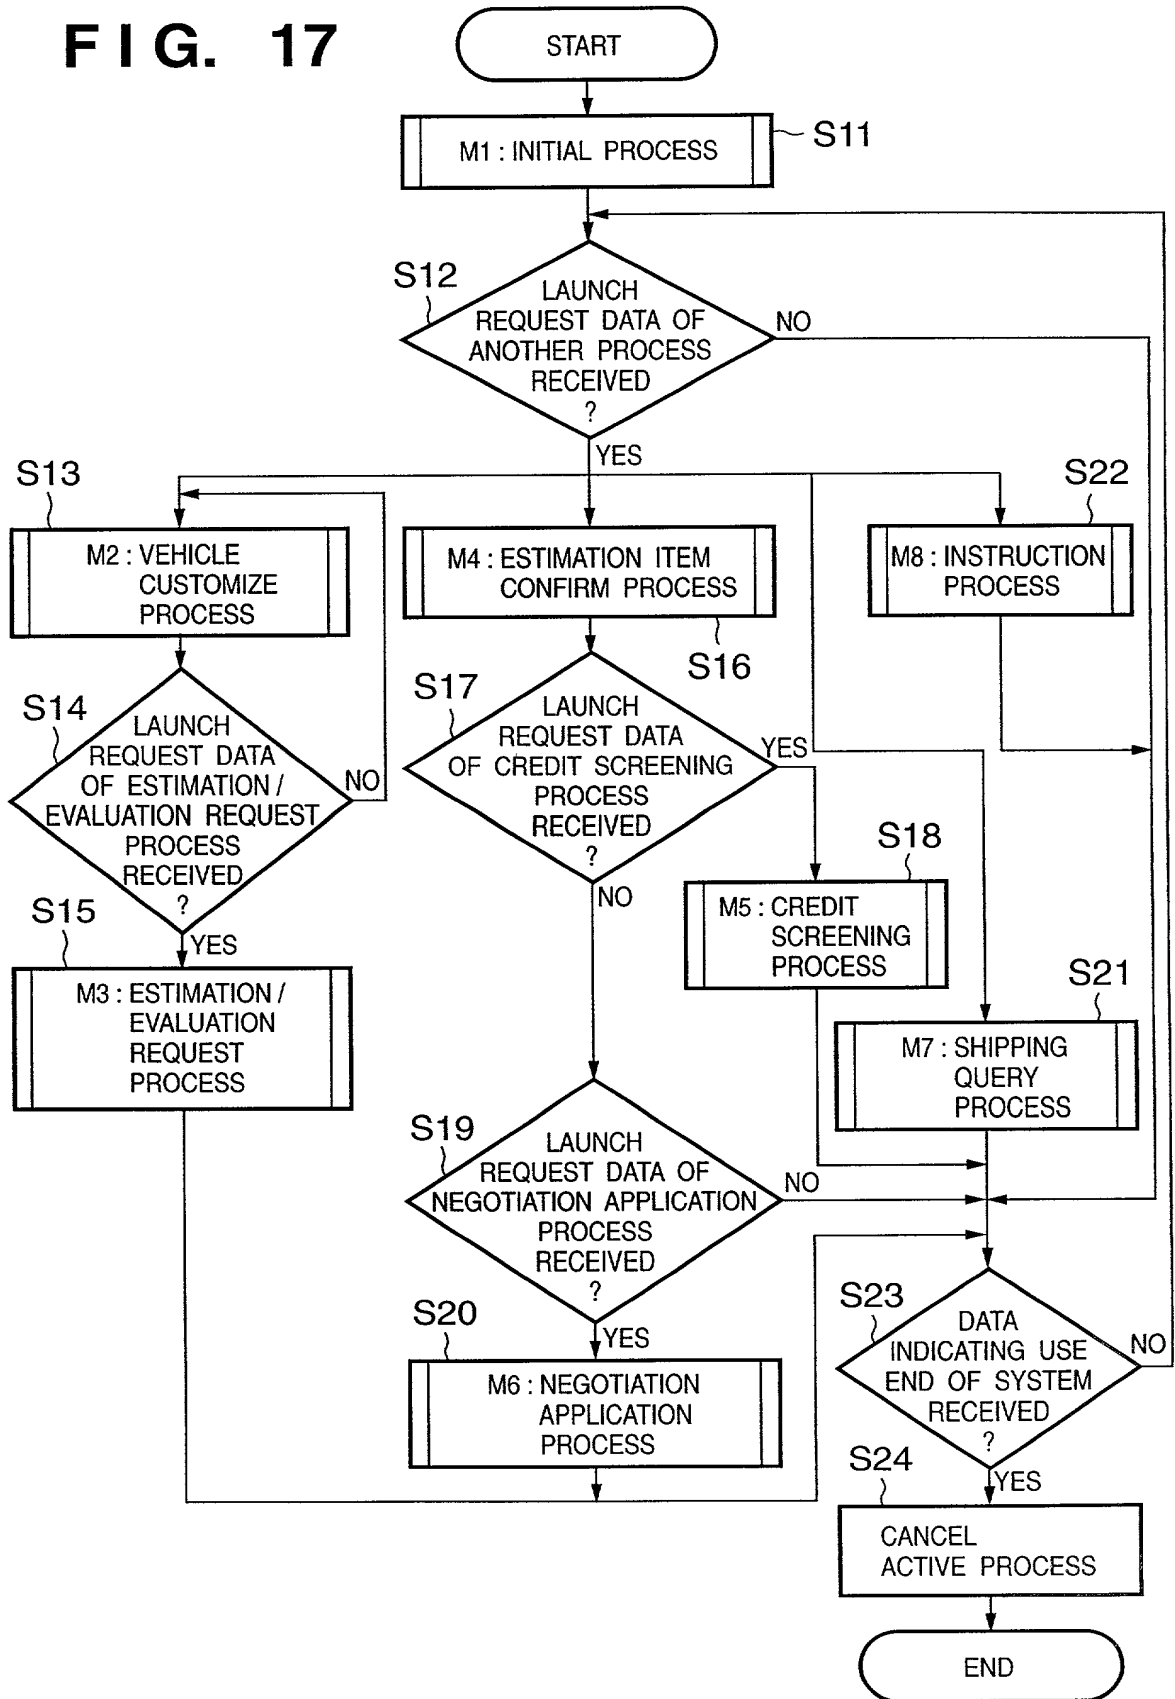 FIG. 17
START
M1 : INITIAL PROCESS
S11
S12
LAUNCH
REQUEST DATA OF
ANOTHER PROCESS
RECEIVED
?
NO
YES
S13
M2 : VEHICLE
CUSTOMIZE
PROCESS
M4 : ESTIMATION ITEM
CONFIRM PROCESS
S16
S22
M8 : INSTRUCTION
PROCESS
S14
LAUNCH
REQUEST DATA
OF ESTIMATION /
EVALUATION REQUEST
PROCESS
RECEIVED
?
NO
YES
S17
LAUNCH
REQUEST DATA
OF CREDIT SCREENING
PROCESS
RECEIVED
?
YES
NO
S18
M5 : CREDIT
SCREENING
PROCESS
S15
M3 : ESTIMATION /
EVALUATION
REQUEST
PROCESS
S21
M7 : SHIPPING
QUERY
PROCESS
S19
LAUNCH
REQUEST DATA OF
NEGOTIATION APPLICATION
PROCESS
RECEIVED
?
NO
YES
S20
M6 : NEGOTIATION
APPLICATION
PROCESS
S23
DATA
INDICATING USE
END OF SYSTEM
RECEIVED
?
NO
YES
S24
CANCEL
ACTIVE PROCESS
END